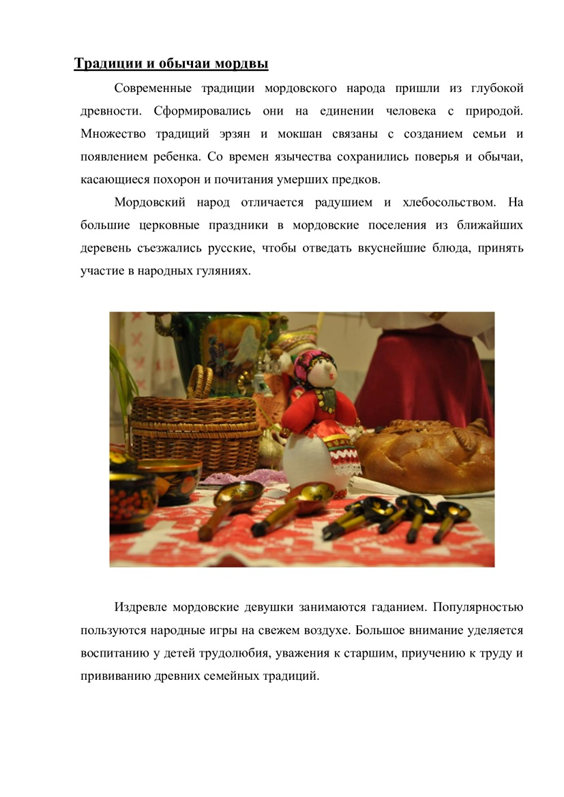 Традиции и обычаи мордвы
Современные традиции мордовского народа пришли из глубокой
древности. Сформировались они на единении человека с природой.
Множество традиций эрзян и мокшан связаны с созданием семьи и
появлением ребенка. Со времен язычества сохранились поверья и обычаи,
касающиеся похорон и почитания умерших предков.
Мордовский народ отличается радушием и хлебосольством. На
большие церковные праздники в мордовские поселения из ближайших
деревень съезжались русские, чтобы отведать вкуснейшие блюда, принять
участие в народных гуляниях.
Издревле мордовские девушки занимаются гаданием. Популярностью
пользуются народные игры на свежем воздухе. Большое внимание уделяется
воспитанию у детей трудолюбия, уважения к старшим, приучению к труду и
прививанию древних семейных традиций.